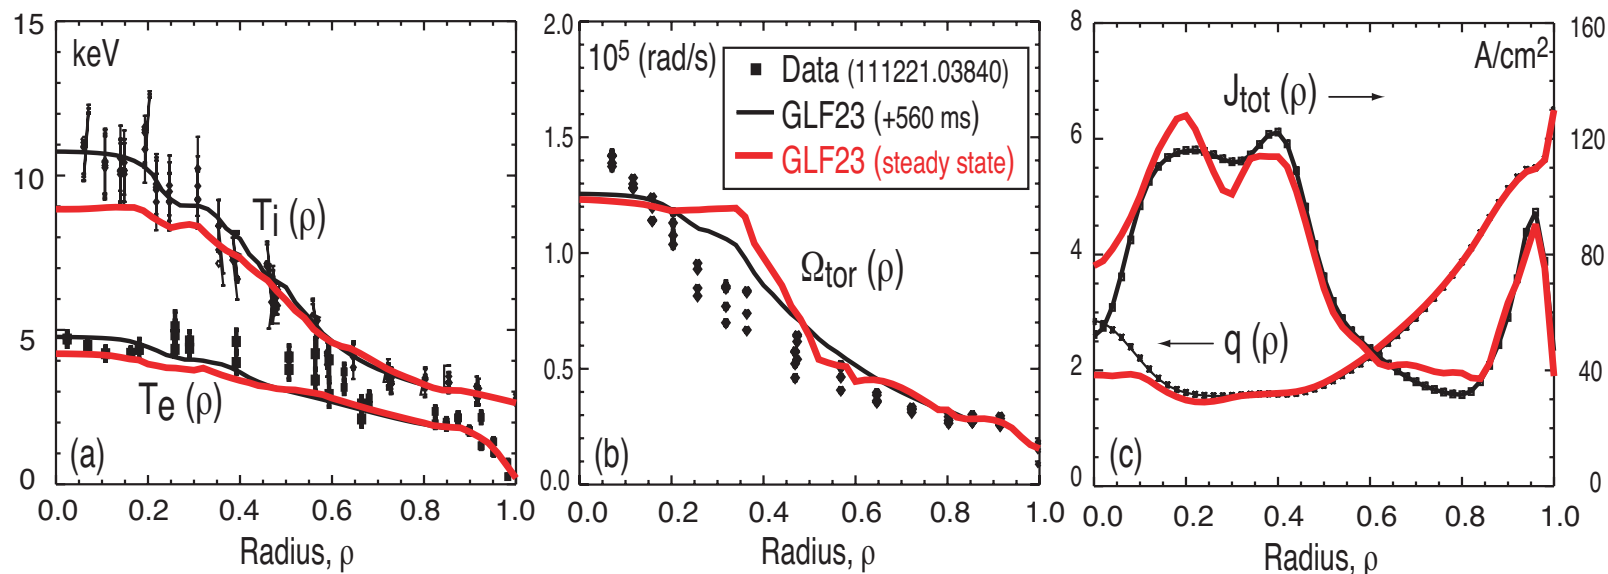 15
10
5
0
keV
Ti (ρ)
Te (ρ)
(a)
0.0 0.2 0.4 0.6 0.8 1.0
Radius, ρ
2.0
1.5
1.0
0.5
0.0
10⁵ (rad/s)
Data (111221.03840)
GLF23 (+560 ms)
GLF23 (steady state)
Ωtor (ρ)
(b)
0.0 0.2 0.4 0.6 0.8 1.0
Radius, ρ
8
6
4
2
0
A/cm²
Jtot (ρ) →
← q (ρ)
(c)
160
120
80
40
0
0.0 0.2 0.4 0.6 0.8 1.0
Radius, ρ